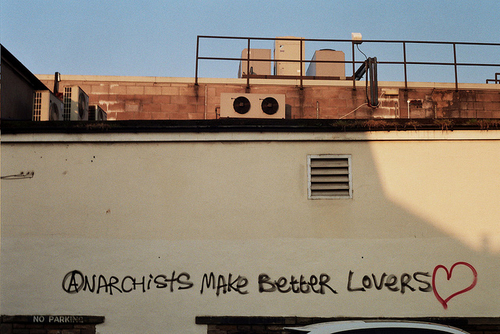 ANARCHiSTS MAKE BetteR LOVeRS
NO PARKING